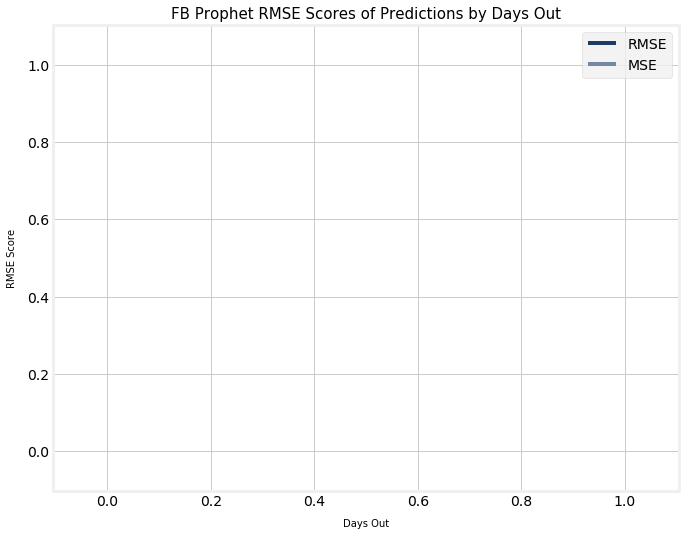 FB Prophet RMSE Scores of Predictions by Days Out
RMSE
MSE
1.0
0.8
0.6
0.4
0.2
0.0
RMSE Score
0.0 0.2 0.4 0.6 0.8 1.0
Days Out